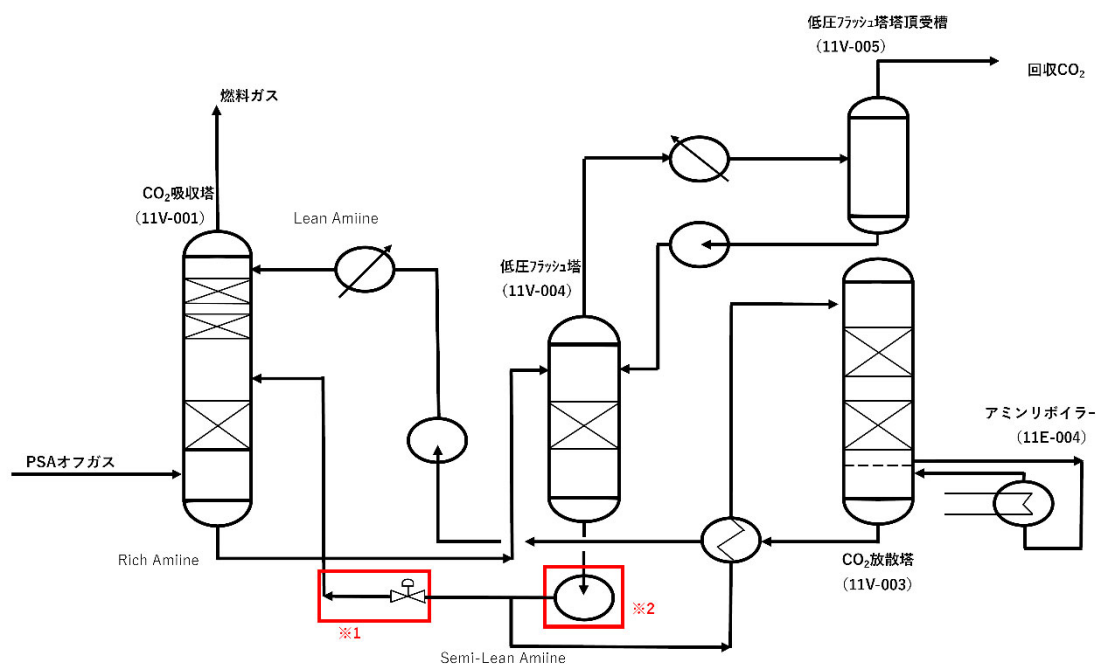 低圧フラッシュ塔塔頂受槽
（11V-005）
回収CO₂
燃料ガス
CO₂吸収塔
（11V-001）
Lean Amiine
低圧フラッシュ塔
（11V-004）
アミンリボイラー
（11E-004）
PSAオフガス
Rich Amiine
CO₂放散塔
（11V-003）
※1
※2
Semi-Lean Amiine